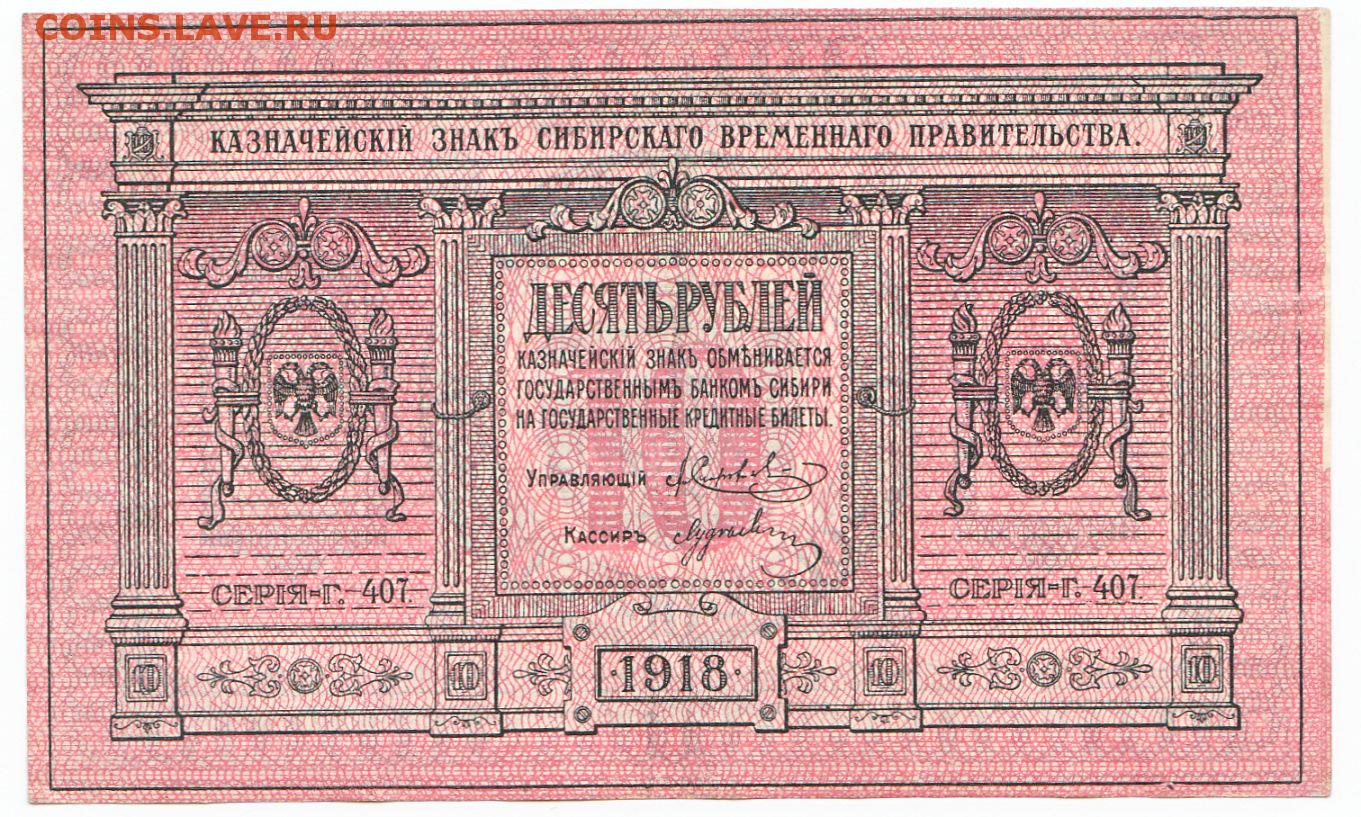 COINS.LAVE.RU
КАЗНАЧЕЙСКІЙ ЗНАКЪ СИБИРСКАГО ВРЕМЕННАГО ПРАВИТЕЛЬСТВА.
ДЕСЯТЬ РУБЛЕЙ
КАЗНАЧЕЙСКІЙ ЗНАКЪ ОБМѢНИВАЕТСЯ
ГОСУДАРСТВЕННЫМЪ БАНКОМЪ СИБИРИ
НА ГОСУДАРСТВЕННЫЕ КРЕДИТНЫЕ БИЛЕТЫ.
10
УПРАВЛЯЮЩІЙ
КАССИРЪ
СЕРІЯ=Г.-407.
СЕРІЯ=Г. 407.
10
10
·1918·
10
10